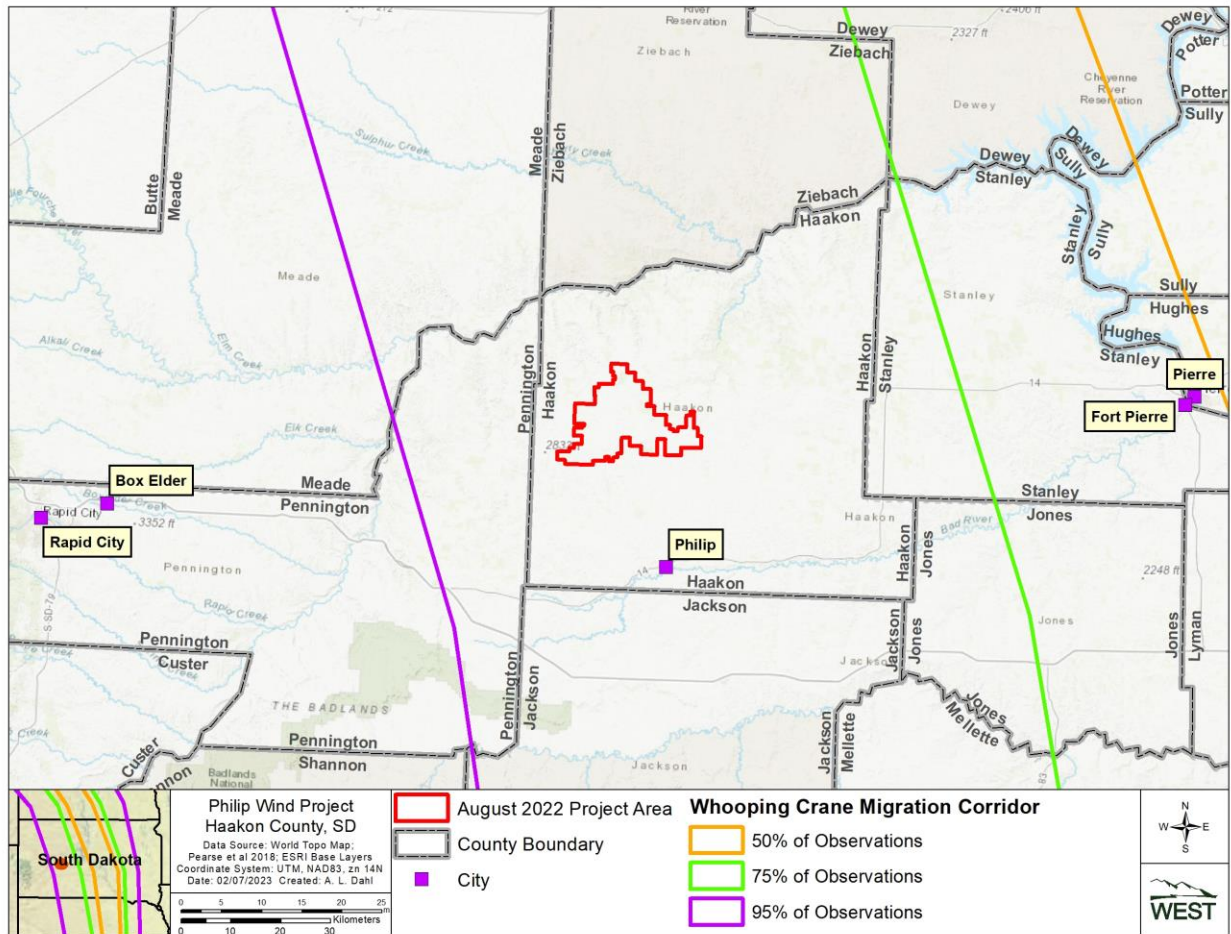 River
Reservation
2406 ft
Dewey
Dewey
Potter
Ziebach
2327 ft
Dewey
Ziebach
Cheyenne
River
Reservation
Dewey
Potter
Sully
Sulphur Creek
Meade
Ziebach
Creek
Butte
Meade
Dewey
Sully
Dewey
Stanley
Ziebach
Haakon
Stanley
Sully
Meade
Stanley
Sully
Hughes
Elm Creek
Alkali Creek
Pennington
Haakon
Haakon
Stanley
Hughes
Stanley
Pierre
14
Haakon
Fort Pierre
Elk Creek
Box Elder
Meade
Pennington
Stanley
Jones
Rapid City
3352 ft
Rapid City
Haakon
Bad River
Philip
14
Haakon
Jones
Haakon
Jackson
2248 ft
Pennington
Rapid Creek
S SD-79
Jones
Jones
Lyman
Pennington
Custer
Pennington
Jackson
Jackson
Jackson
Jones
THE BADLANDS
Jones
Mellette
Jackson
Mellette
Custer
Pennington
Shannon
Badlands
National
Jackson
83
South Dakota
Philip Wind Project
Haakon County, SD
Data Source: World Topo Map;
Pearse et al 2018; ESRI Base Layers
Coordinate System: UTM, NAD83, zn 14N
Date: 02/07/2023 Created: A. L. Dahl
0 5 10 15 20 25
Kilometers
0 10 20 30
August 2022 Project Area
County Boundary
City
Whooping Crane Migration Corridor
50% of Observations
75% of Observations
95% of Observations
N
W E
S
WEST